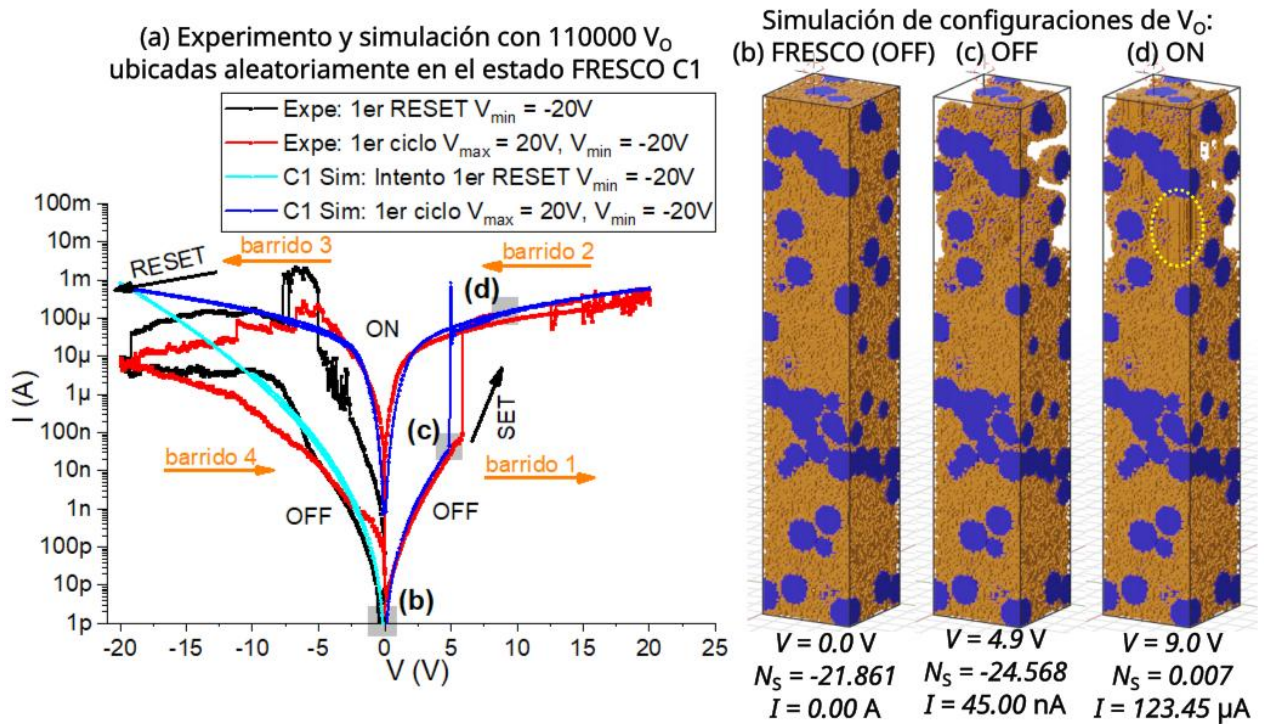 (a) Experimento y simulación con 110000 V_O
ubicadas aleatoriamente en el estado FRESCO C1
Expe: 1er RESET V_min = -20V
Expe: 1er ciclo V_max = 20V, V_min = -20V
C1 Sim: Intento 1er RESET V_min = -20V
C1 Sim: 1er ciclo V_max = 20V, V_min = -20V
100m
10m
1m
100µ
10µ
1µ
100n
10n
1n
100p
10p
1p
I (A)
RESET
barrido 3
barrido 2
(d)
ON
SET
(c)
barrido 4
barrido 1
OFF
OFF
(b)
-20
-15
-10
-5
0
5
10
15
20
25
V (V)
Simulación de configuraciones de V_O:
(b) FRESCO (OFF)
(c) OFF
(d) ON
V = 0.0 V
N_S = -21.861
I = 0.00 A
V = 4.9 V
N_S = -24.568
I = 45.00 nA
V = 9.0 V
N_S = 0.007
I = 123.45 µA